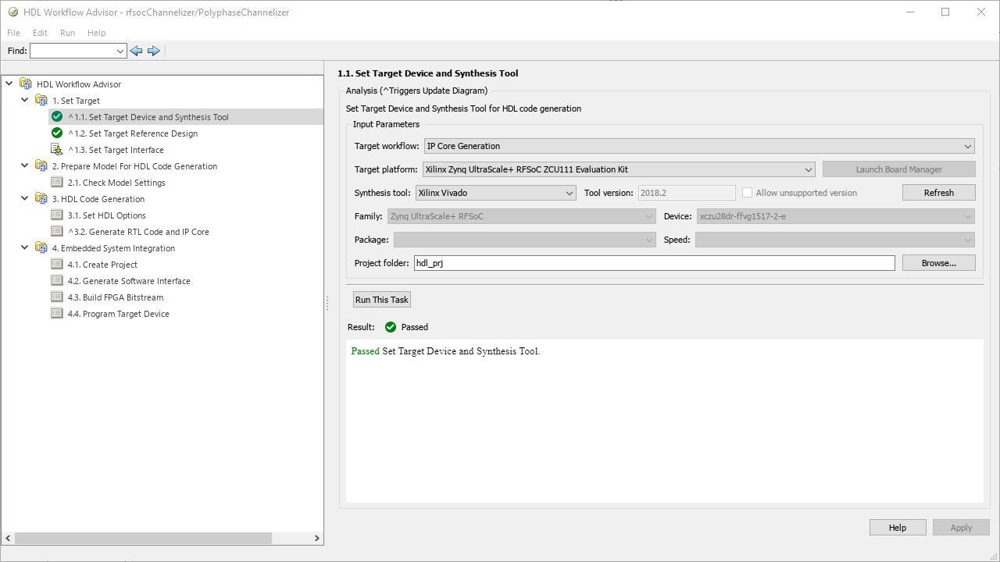 HDL Workflow Advisor - rfsocChannelizer/PolyphaseChannelizer
File Edit Run Help
Find:
HDL Workflow Advisor
1. Set Target
^1.1. Set Target Device and Synthesis Tool
^1.2. Set Target Reference Design
^1.3. Set Target Interface
2. Prepare Model For HDL Code Generation
2.1. Check Model Settings
3. HDL Code Generation
3.1. Set HDL Options
^3.2. Generate RTL Code and IP Core
4. Embedded System Integration
4.1. Create Project
4.2. Generate Software Interface
4.3. Build FPGA Bitstream
4.4. Program Target Device
1.1. Set Target Device and Synthesis Tool
Analysis (^Triggers Update Diagram)
Set Target Device and Synthesis Tool for HDL code generation
Input Parameters
Target workflow: IP Core Generation
Target platform: Xilinx Zynq UltraScale+ RFSoC ZCU111 Evaluation Kit Launch Board Manager
Synthesis tool: Xilinx Vivado Tool version: 2018.2 Allow unsupported version Refresh
Family: Zynq UltraScale+ RFSoC Device: xczu28dr-ffvg1517-2-e
Package: Speed:
Project folder: hdl_prj Browse...
Run This Task
Result: Passed
Passed Set Target Device and Synthesis Tool.
Help Apply